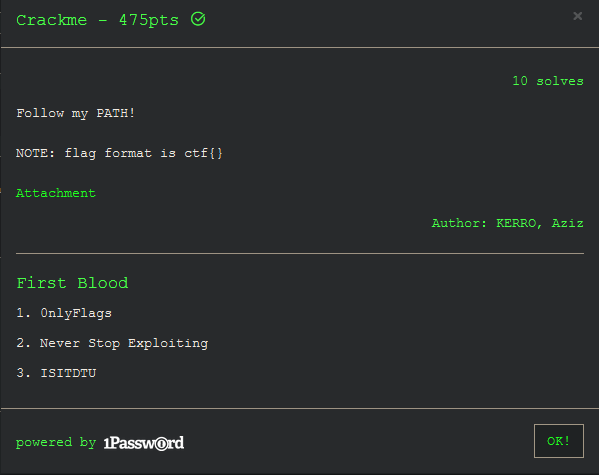 Crackme - 475pts
×
10 solves
Follow my PATH!
NOTE: flag format is ctf{}
Attachment
Author: KERRO, Aziz
First Blood
1. 0nlyFlags
2. Never Stop Exploiting
3. ISITDTU
powered by 1Password
OK!